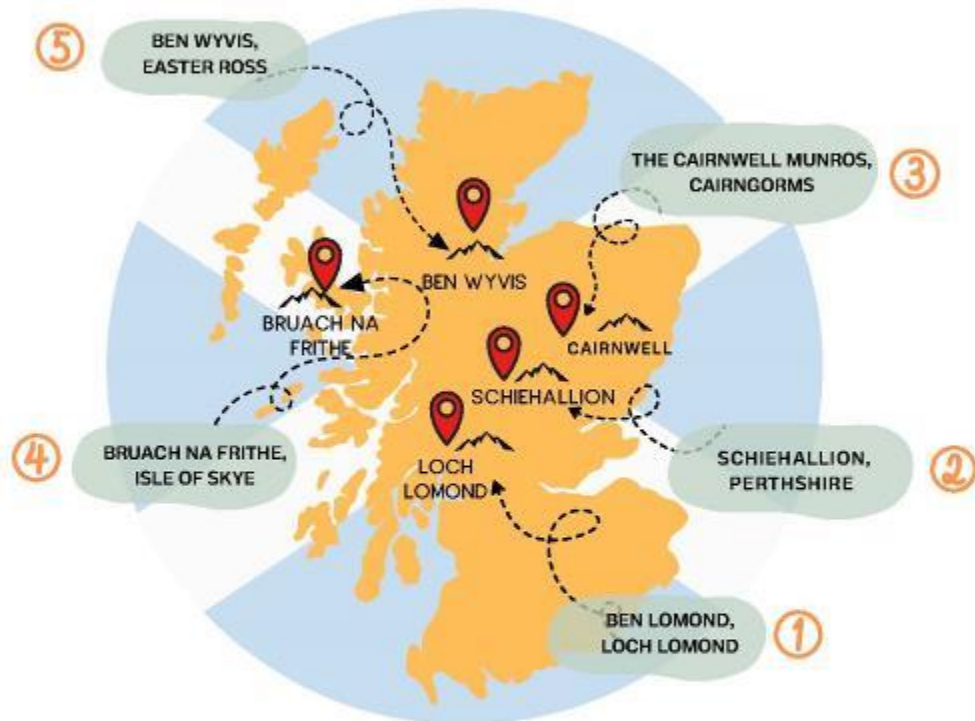 ⑤
BEN WYVIS,
EASTER ROSS
THE CAIRNWELL MUNROS,
CAIRNGORMS
③
BEN WYVIS
BRUACH NA
FRITHE
CAIRNWELL
SCHIEHALLION
LOCH
LOMOND
④
BRUACH NA FRITHE,
ISLE OF SKYE
SCHIEHALLION,
PERTHSHIRE
②
BEN LOMOND,
LOCH LOMOND
①